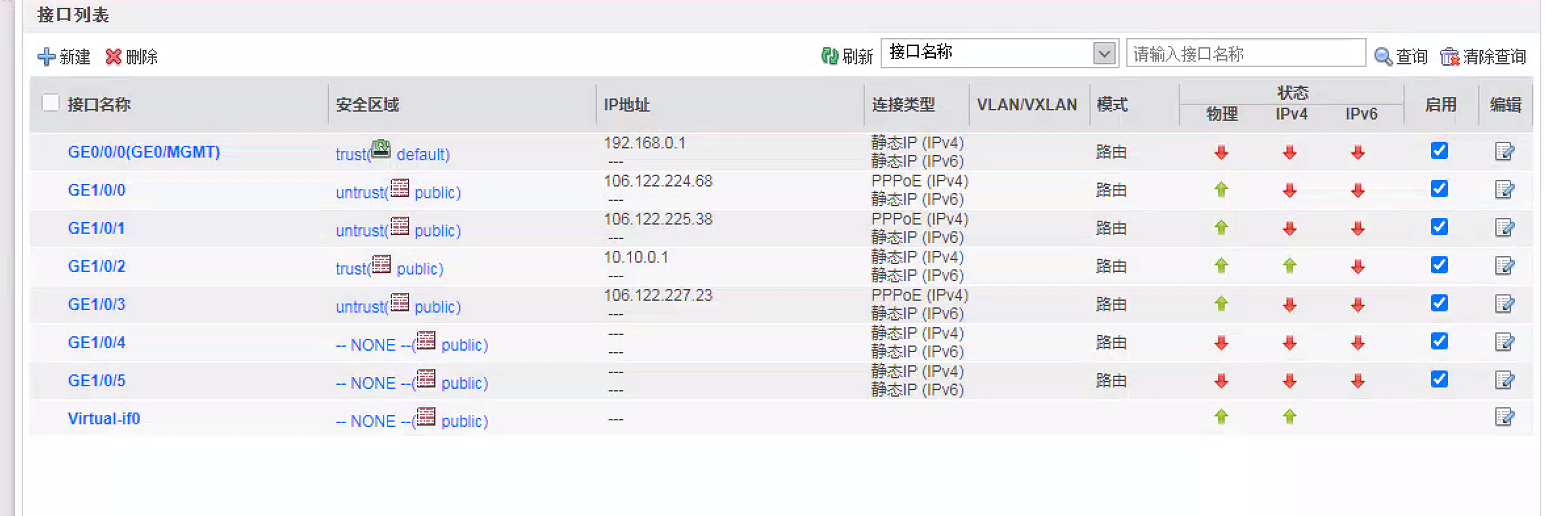 接口列表
新建 删除 刷新 接口名称 请输入接口名称 查询 清除查询
接口名称 安全区域 IP地址 连接类型 VLAN/VXLAN 模式 状态 启用 编辑
物理 IPv4 IPv6
GE0/0/0(GE0/MGMT) trust( default) 192.168.0.1 静态IP (IPv4) 路由
--- 静态IP (IPv6)
GE1/0/0 untrust( public) 106.122.224.68 PPPoE (IPv4) 路由
--- 静态IP (IPv6)
GE1/0/1 untrust( public) 106.122.225.38 PPPoE (IPv4) 路由
--- 静态IP (IPv6)
GE1/0/2 trust( public) 10.10.0.1 静态IP (IPv4) 路由
--- 静态IP (IPv6)
GE1/0/3 untrust( public) 106.122.227.23 PPPoE (IPv4) 路由
--- 静态IP (IPv6)
GE1/0/4 -- NONE --( public) --- 静态IP (IPv4) 路由
--- 静态IP (IPv6)
GE1/0/5 -- NONE --( public) --- 静态IP (IPv4) 路由
--- 静态IP (IPv6)
Virtual-if0 -- NONE --( public) ---